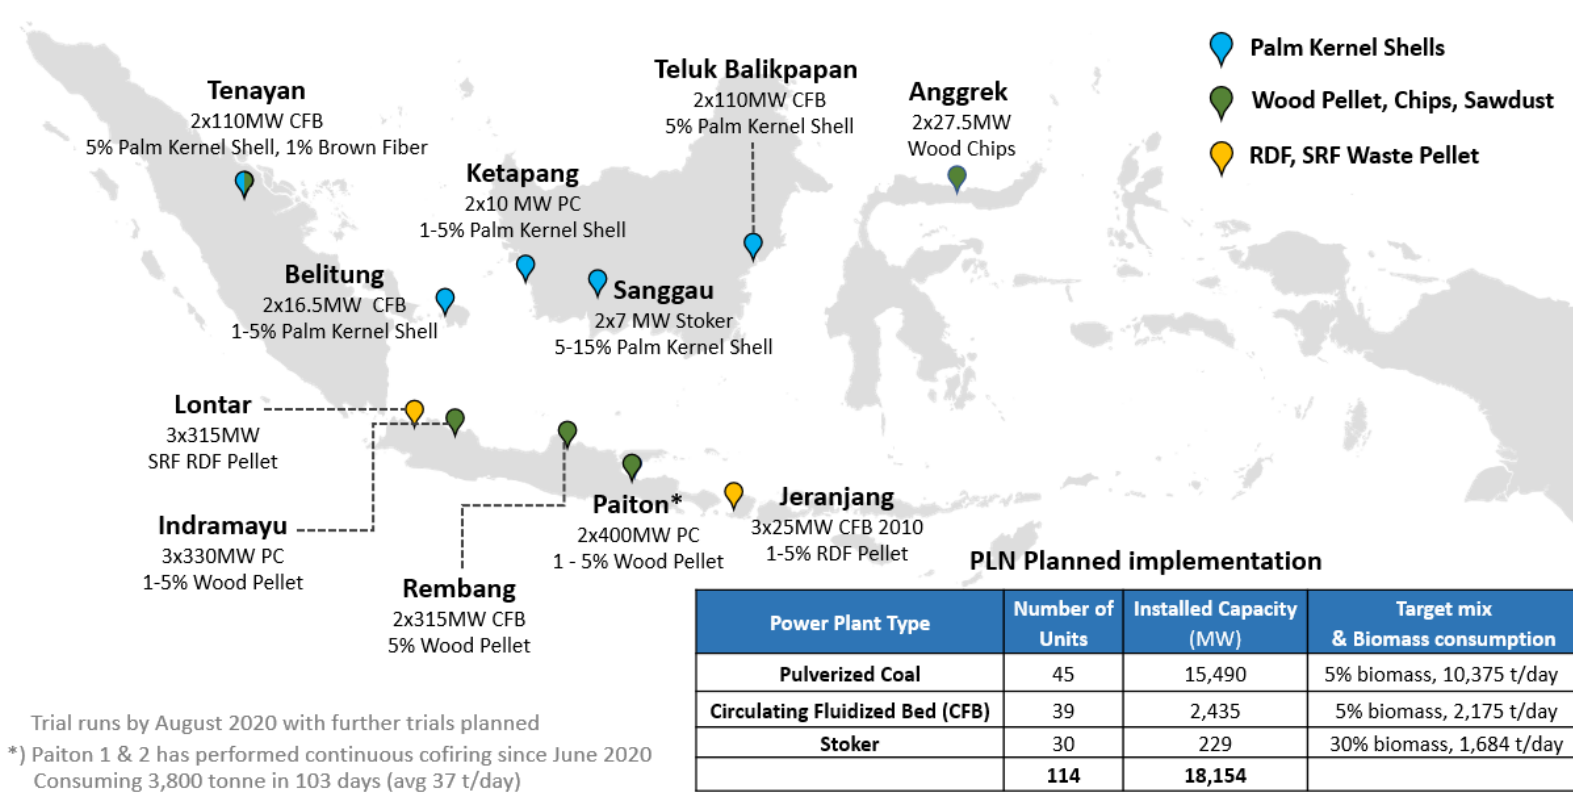 Palm Kernel Shells
Wood Pellet, Chips, Sawdust
RDF, SRF Waste Pellet
Tenayan
2x110MW CFB
5% Palm Kernel Shell, 1% Brown Fiber
Teluk Balikpapan
2x110MW CFB
5% Palm Kernel Shell
Anggrek
2x27.5MW
Wood Chips
Ketapang
2x10 MW PC
1-5% Palm Kernel Shell
Belitung
2x16.5MW CFB
1-5% Palm Kernel Shell
Sanggau
2x7 MW Stoker
5-15% Palm Kernel Shell
Lontar
3x315MW
SRF RDF Pellet
Indramayu
3x330MW PC
1-5% Wood Pellet
Rembang
2x315MW CFB
5% Wood Pellet
Paiton*
2x400MW PC
1 - 5% Wood Pellet
Jeranjang
3x25MW CFB 2010
1-5% RDF Pellet
PLN Planned implementation
Power Plant Type Number of Units Installed Capacity (MW) Target mix & Biomass consumption
Pulverized Coal 45 15,490 5% biomass, 10,375 t/day
Circulating Fluidized Bed (CFB) 39 2,435 5% biomass, 2,175 t/day
Stoker 30 229 30% biomass, 1,684 t/day
114 18,154
Trial runs by August 2020 with further trials planned
*) Paiton 1 & 2 has performed continuous cofiring since June 2020
Consuming 3,800 tonne in 103 days (avg 37 t/day)